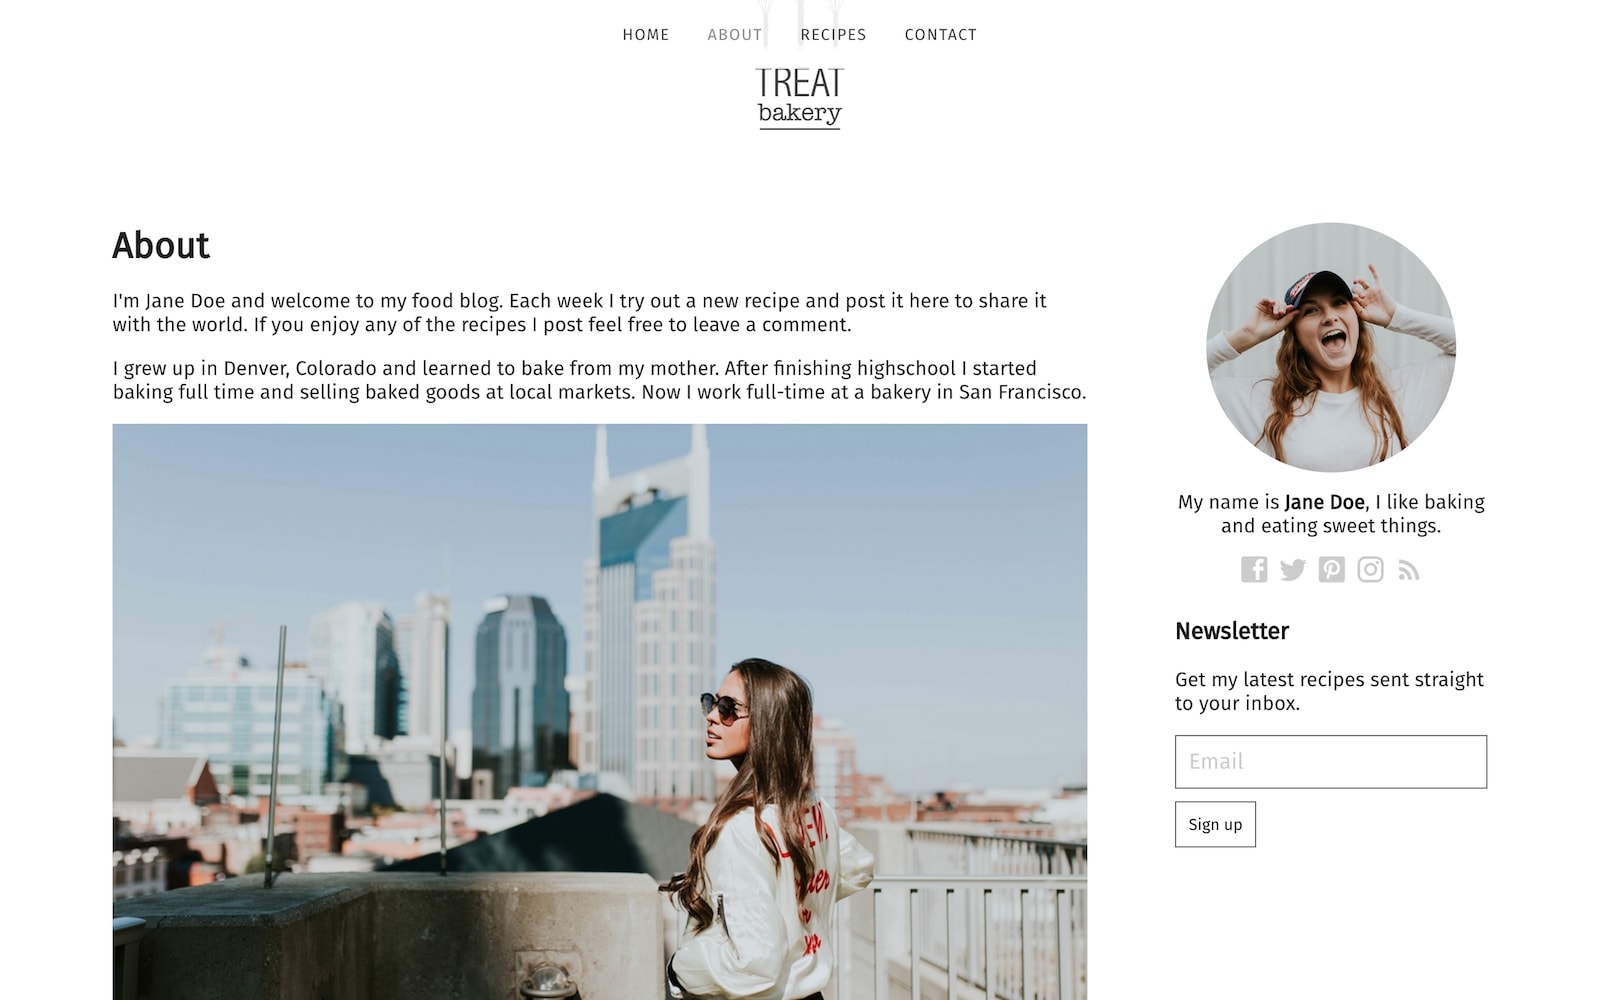 HOME ABOUT RECIPES CONTACT
TREAT
bakery
About
I'm Jane Doe and welcome to my food blog. Each week I try out a new recipe and post it here to share it
with the world. If you enjoy any of the recipes I post feel free to leave a comment.
I grew up in Denver, Colorado and learned to bake from my mother. After finishing highschool I started
baking full time and selling baked goods at local markets. Now I work full-time at a bakery in San Francisco.
My name is Jane Doe, I like baking
and eating sweet things.
Newsletter
Get my latest recipes sent straight
to your inbox.
Email
Sign up